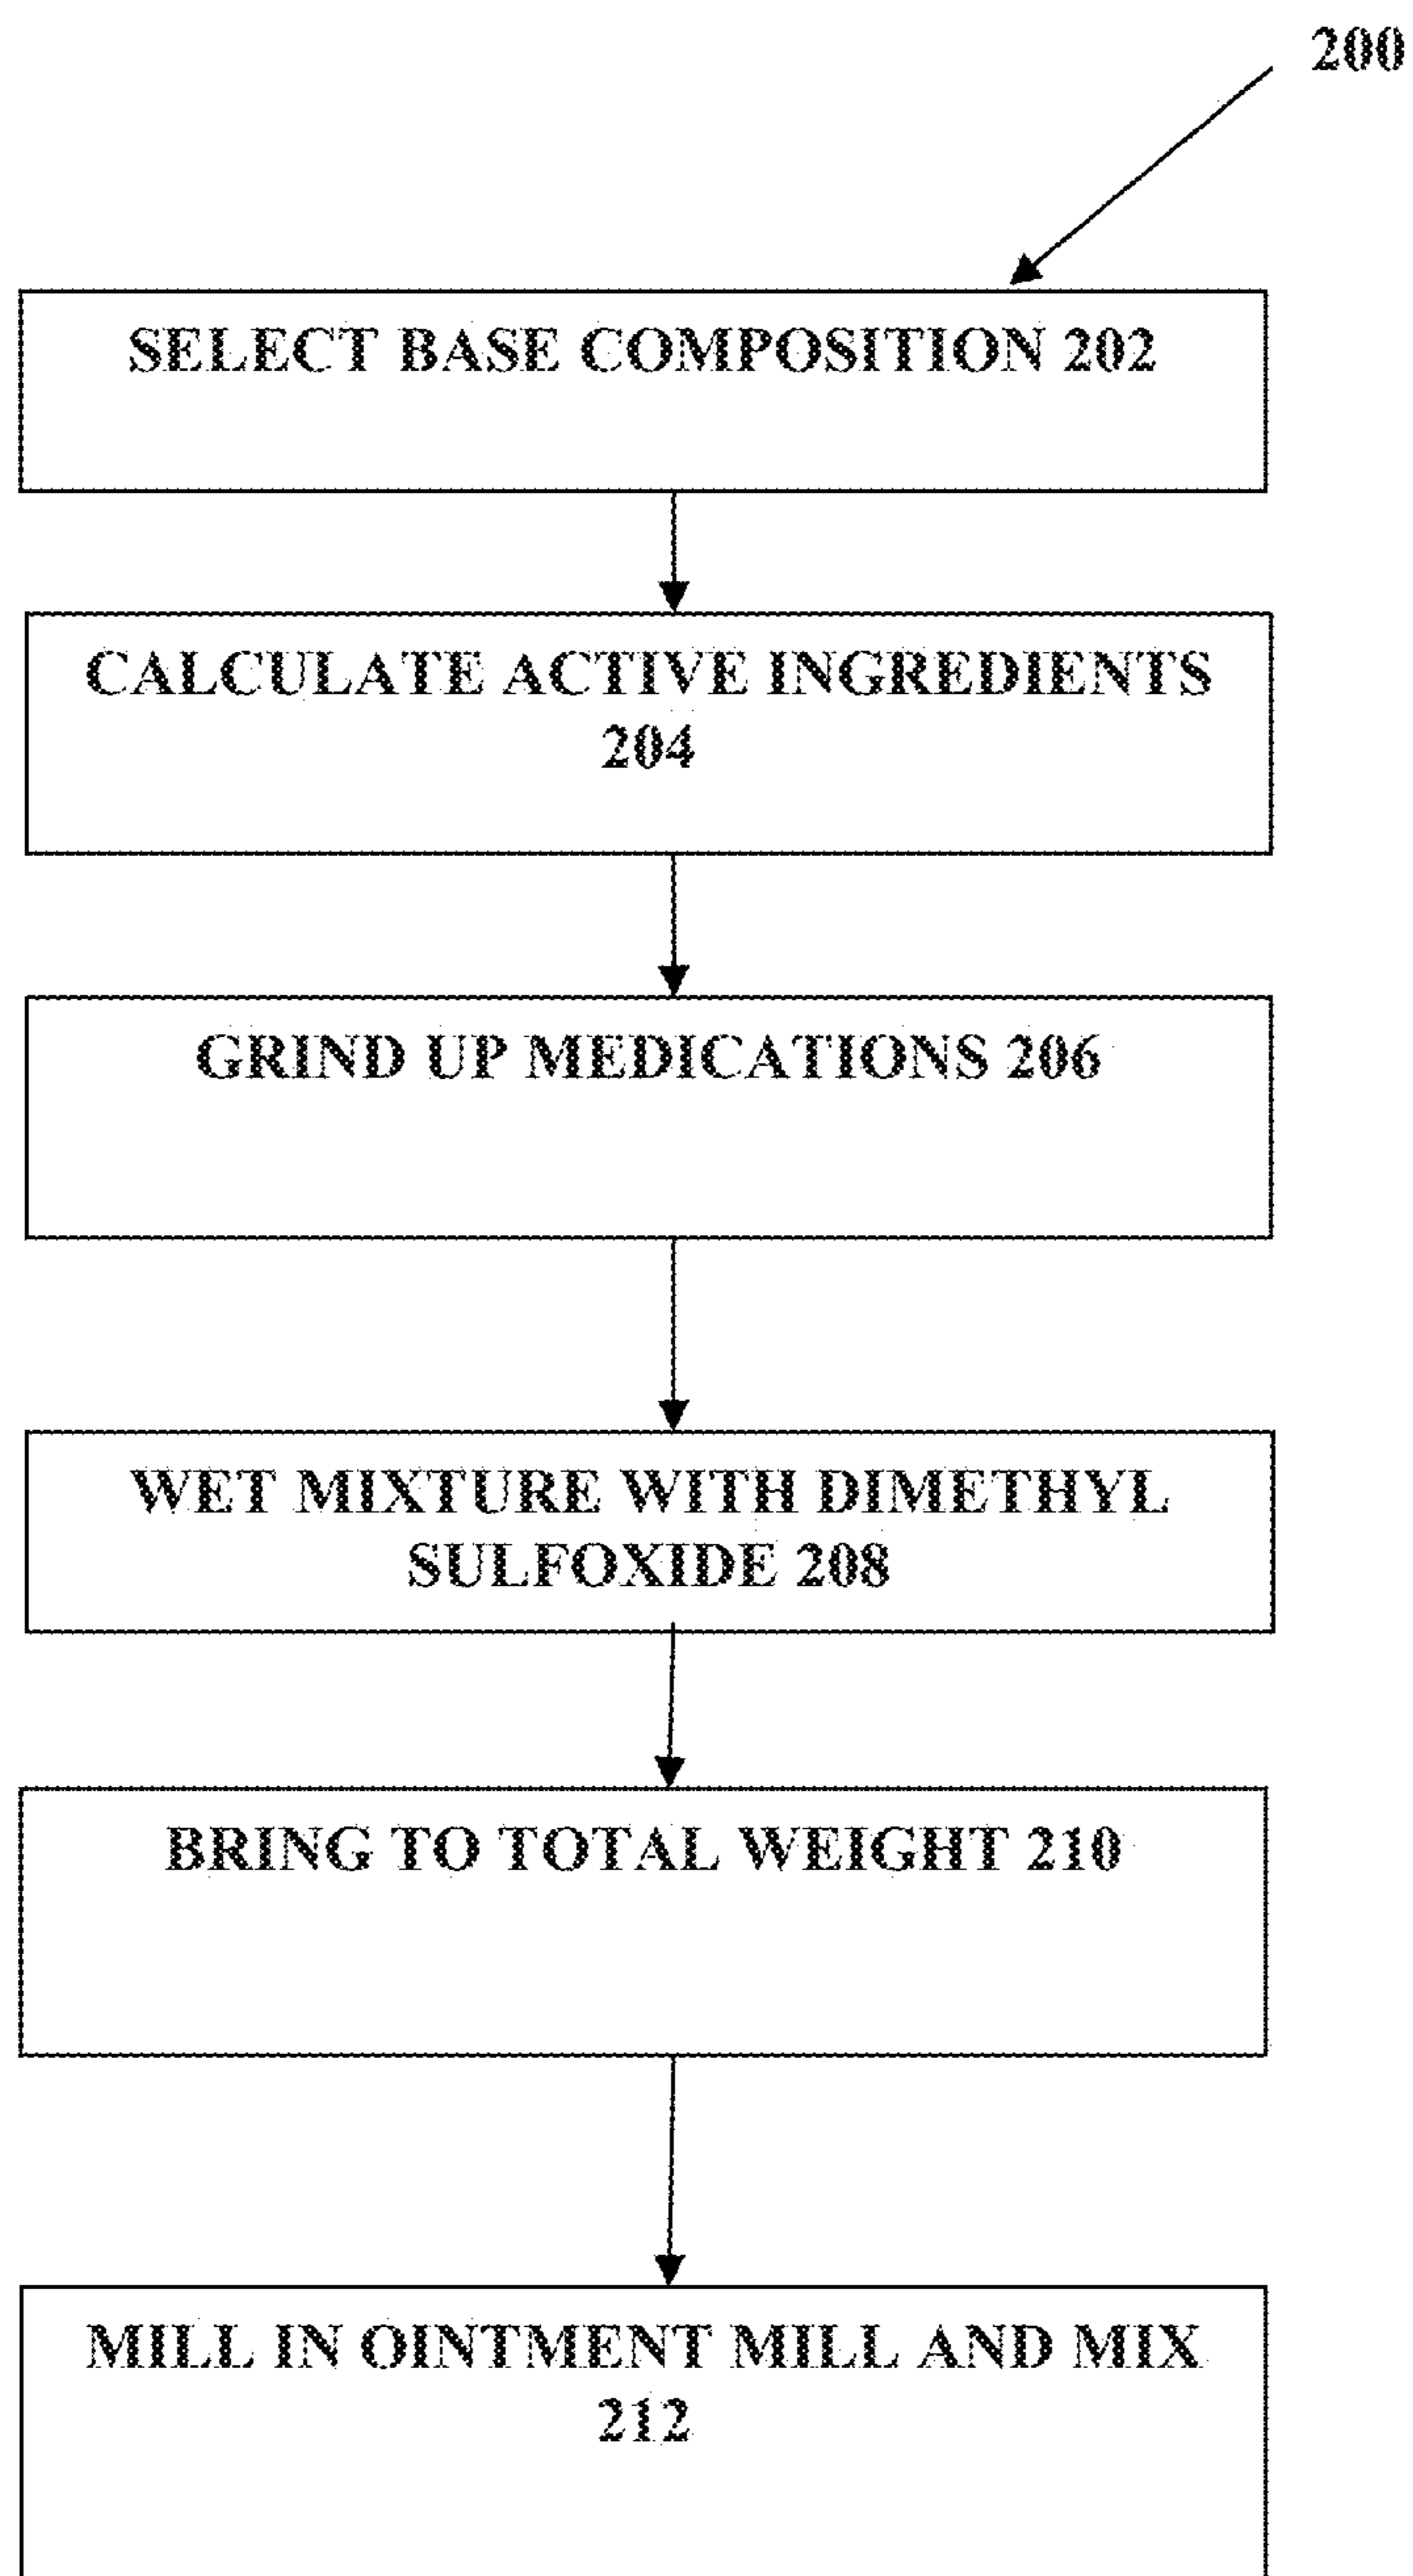 200
SELECT BASE COMPOSITION 202
CALCULATE ACTIVE INGREDIENTS
204
GRIND UP MEDICATIONS 206
WET MIXTURE WITH DIMETHYL
SULFOXIDE 208
BRING TO TOTAL WEIGHT 210
MILL IN OINTMENT MILL AND MIX
212